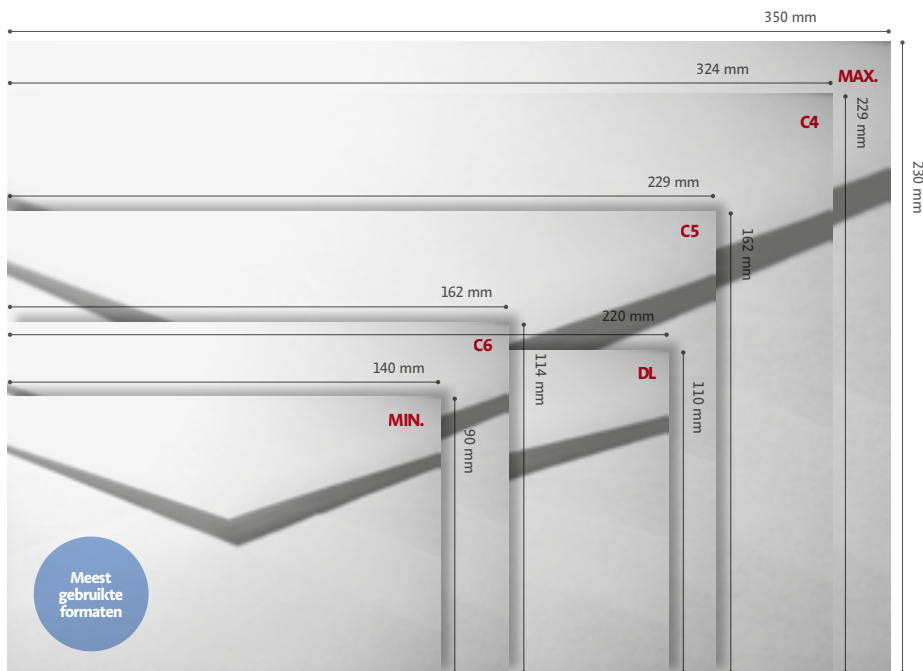 350 mm
324 mm
MAX.
229 mm
C4
230 mm
229 mm
C5
162 mm
162 mm
220 mm
C6
114 mm
140 mm
DL
110 mm
MIN.
90 mm
Meest
gebruikte
formaten